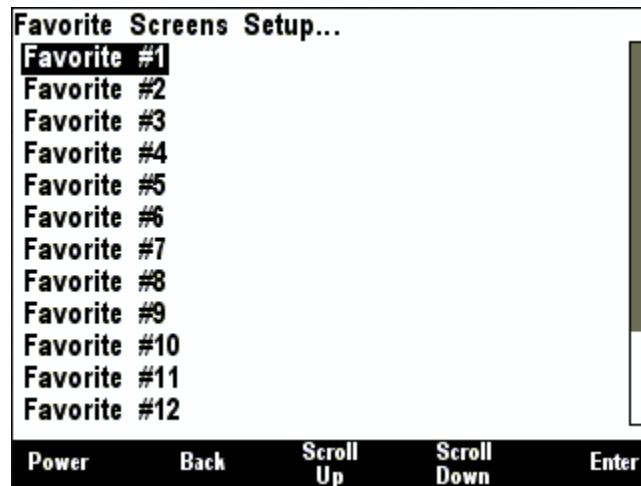 Favorite Screens Setup...
Favorite #1
Favorite #2
Favorite #3
Favorite #4
Favorite #5
Favorite #6
Favorite #7
Favorite #8
Favorite #9
Favorite #10
Favorite #11
Favorite #12
Power Back Scroll Up Scroll Down Enter